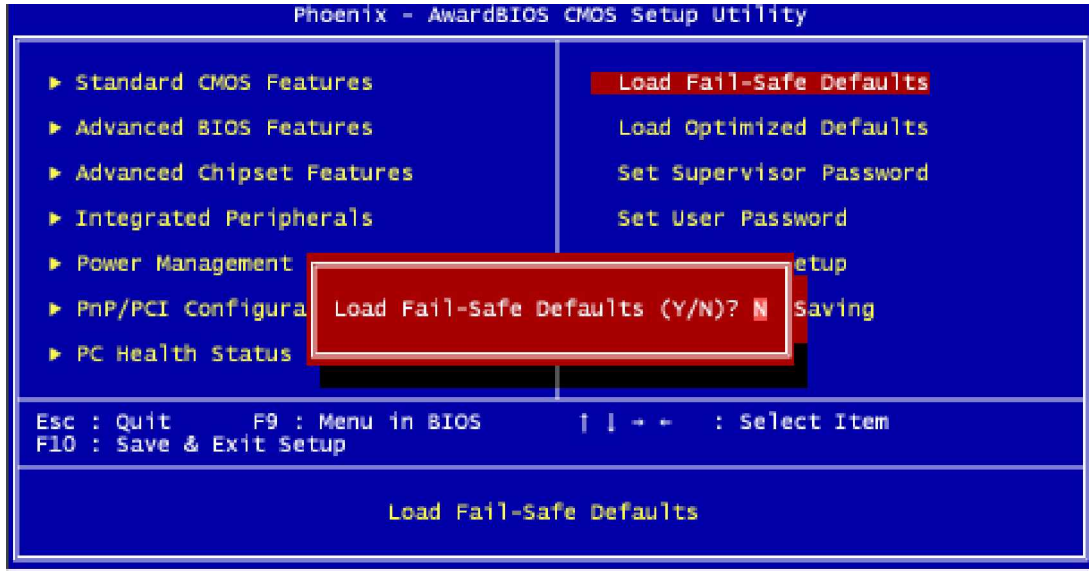 Phoenix - AwardBIOS CMOS Setup Utility
► Standard CMOS Features
► Advanced BIOS Features
► Advanced Chipset Features
► Integrated Peripherals
► Power Management
► PnP/PCI Configura
► PC Health Status
Load Fail-Safe Defaults
Load Optimized Defaults
Set Supervisor Password
Set User Password
etup
Saving
Load Fail-Safe Defaults (Y/N)? N
Esc : Quit F9 : Menu in BIOS ↑ ↓ → ← : Select Item
F10 : Save & Exit Setup
Load Fail-Safe Defaults